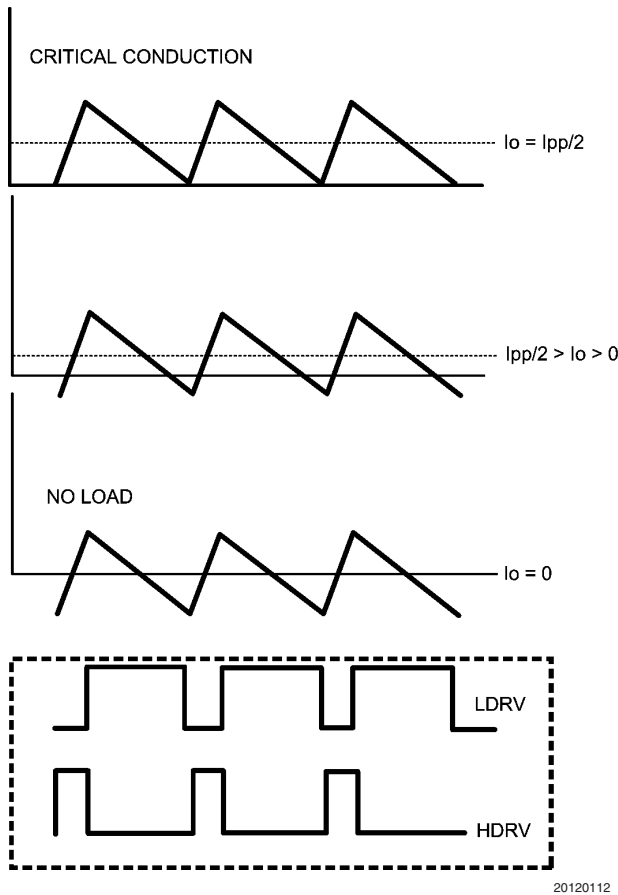 CRITICAL CONDUCTION
Io = Ipp/2
Ipp/2 > Io > 0
NO LOAD
Io = 0
LDRV
HDRV
20120112